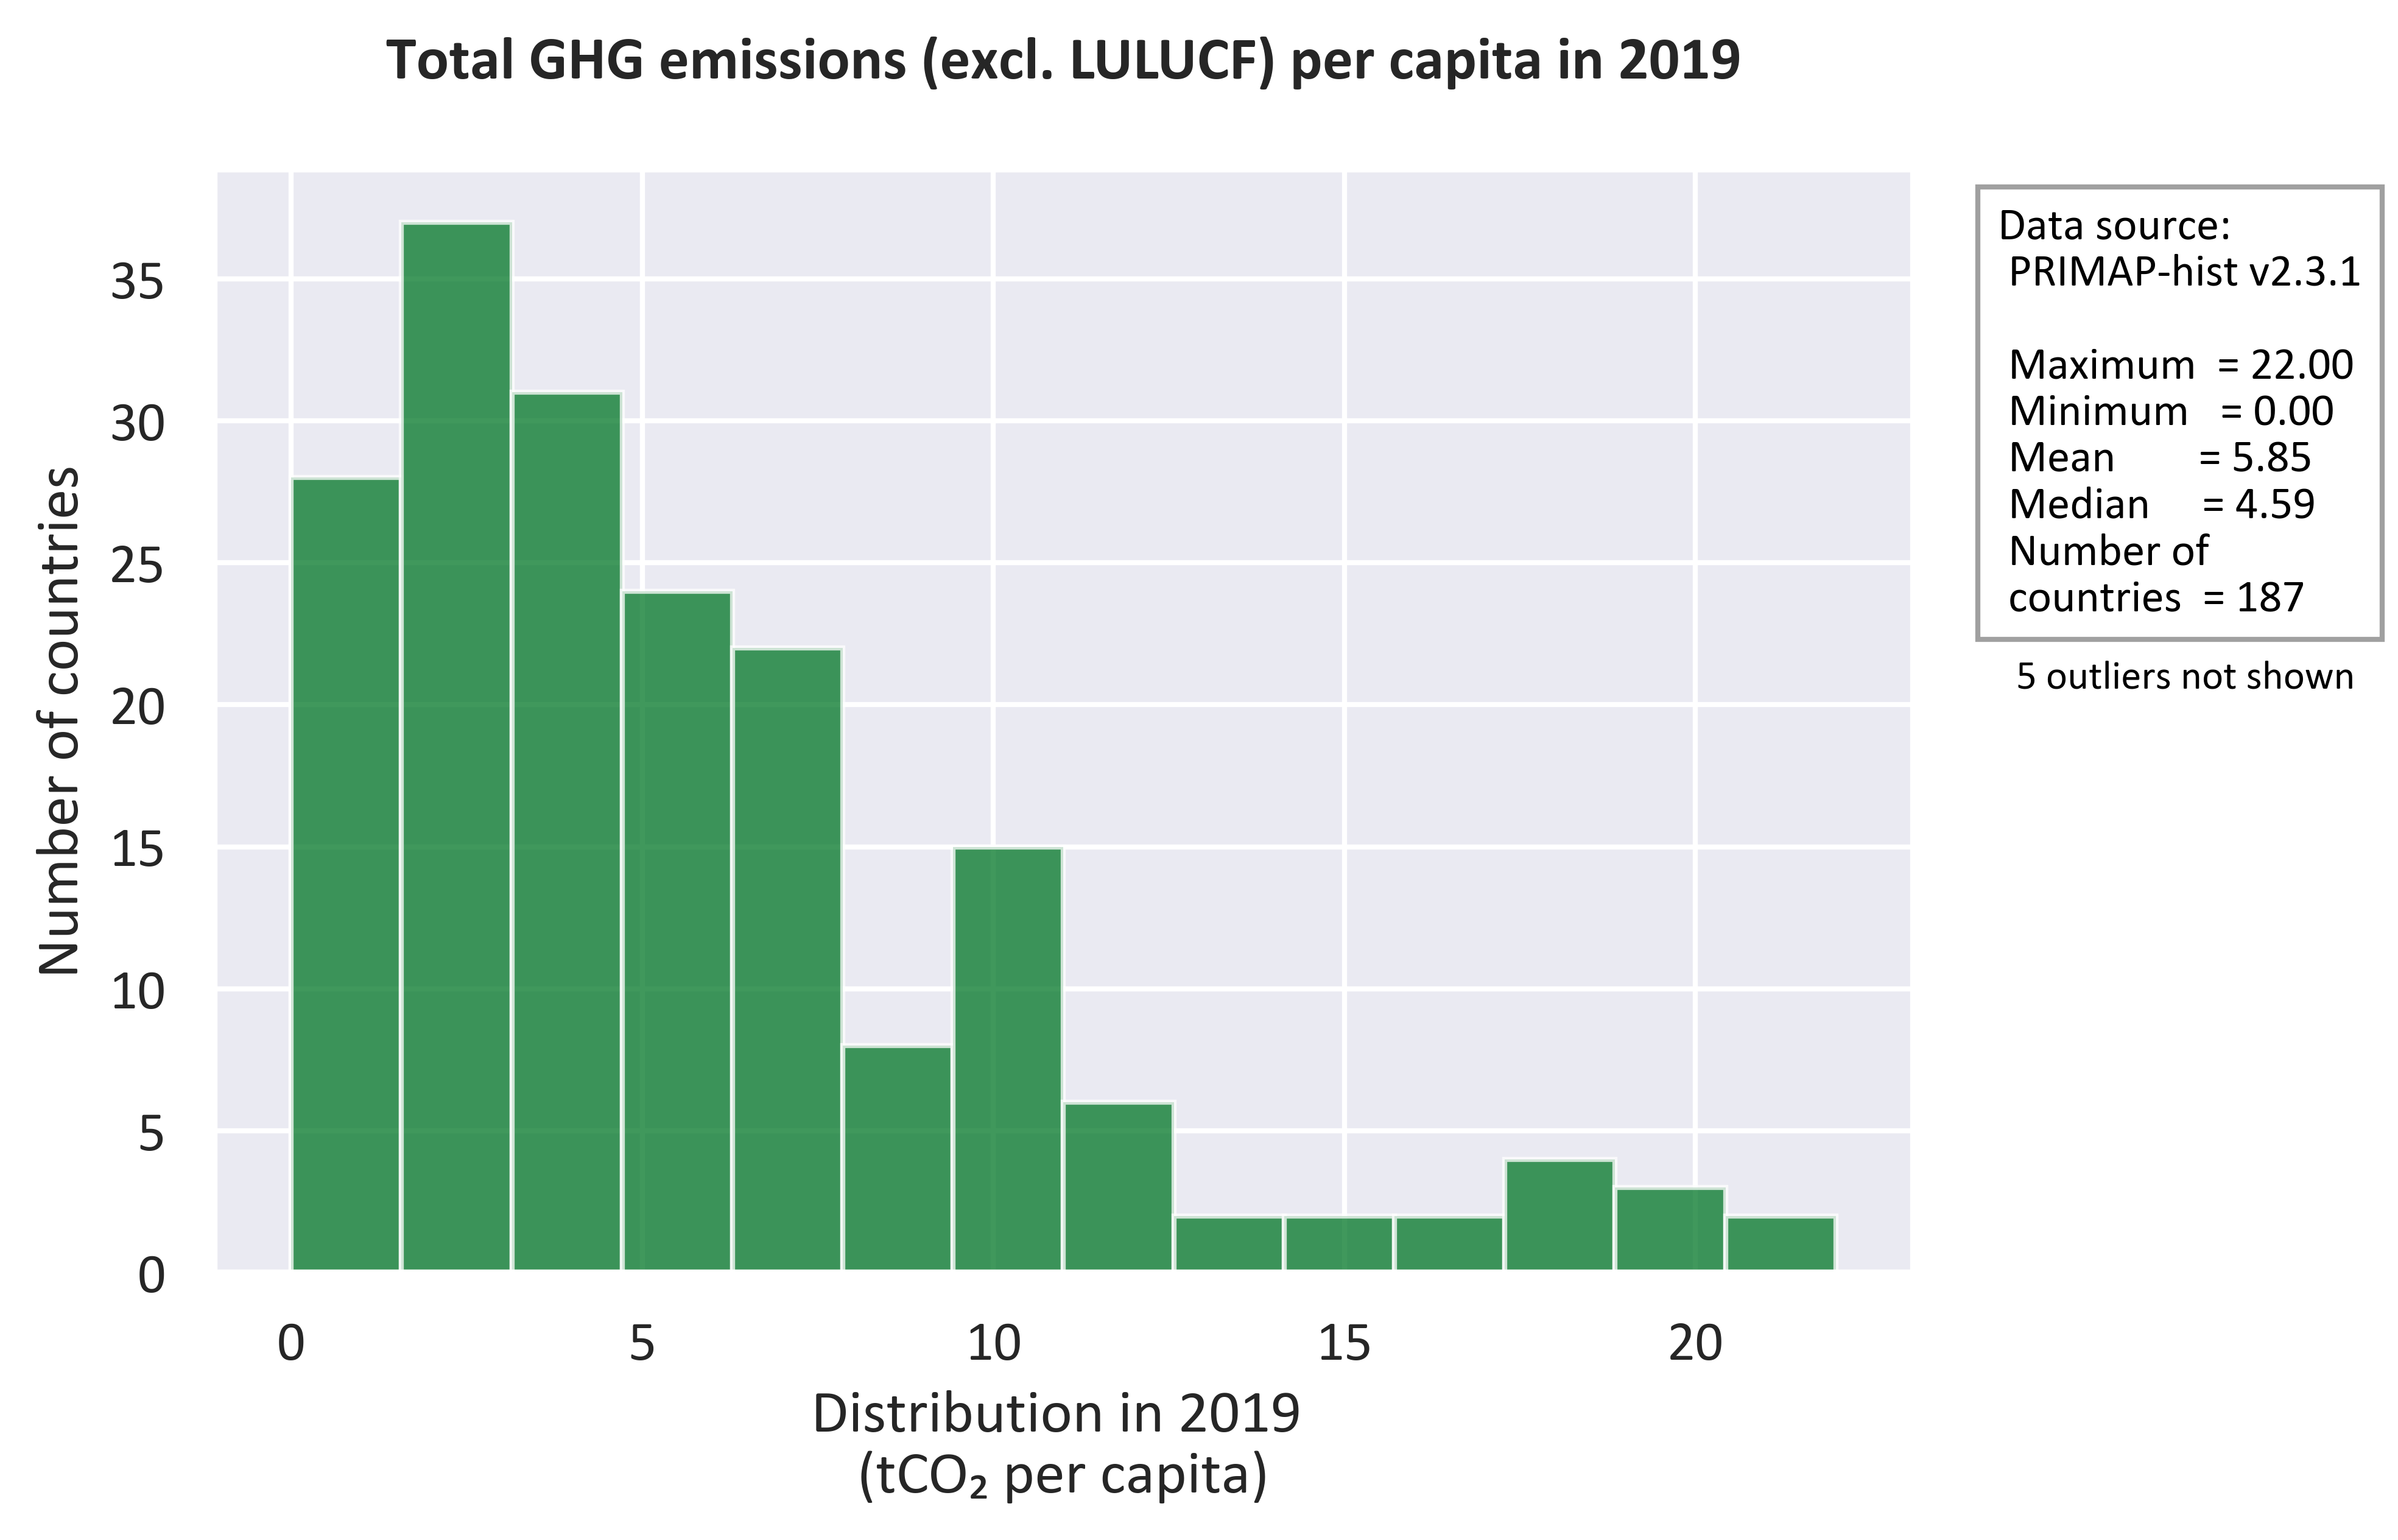 Total GHG emissions (excl. LULUCF) per capita in 2019
Data source:
PRIMAP-hist v2.3.1
Maximum = 22.00
Minimum = 0.00
Mean = 5.85
Median = 4.59
Number of
countries = 187
5 outliers not shown
Number of countries
35
30
25
20
15
10
5
0
0 5 10 15 20
Distribution in 2019
(tCO₂ per capita)